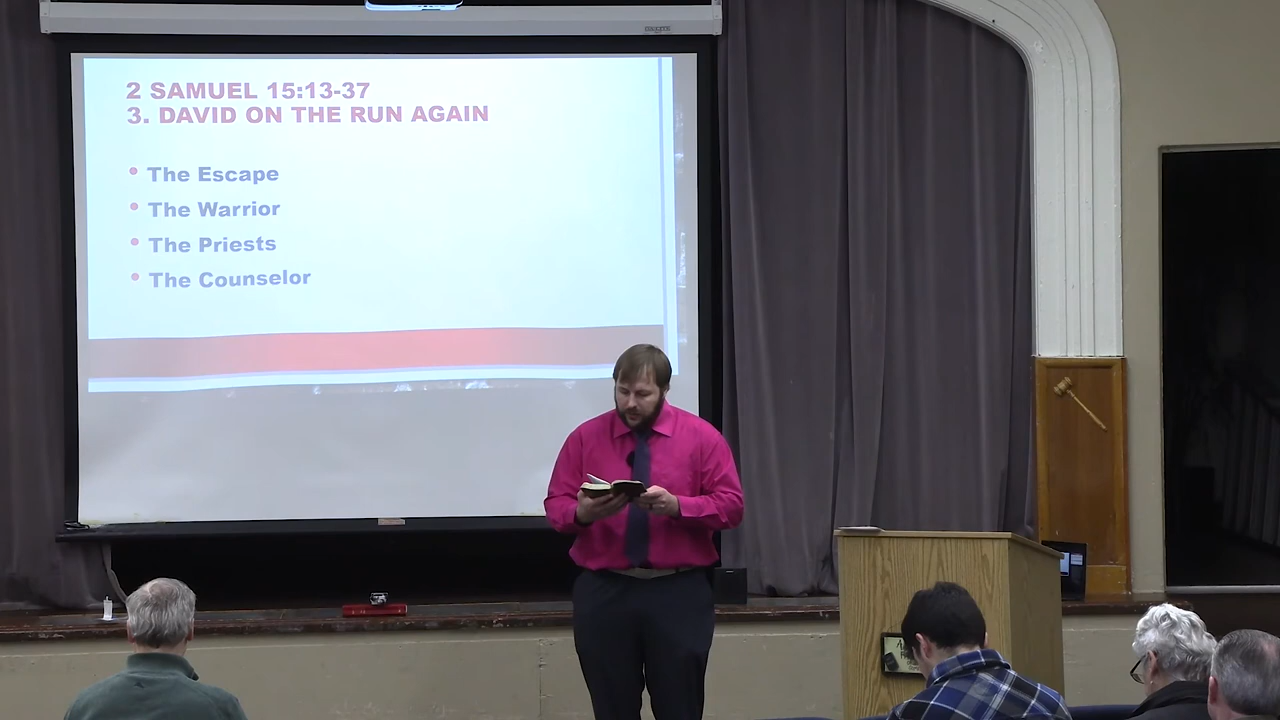 2 SAMUEL 15:13-37
3. DAVID ON THE RUN AGAIN
• The Escape
• The Warrior
• The Priests
• The Counselor